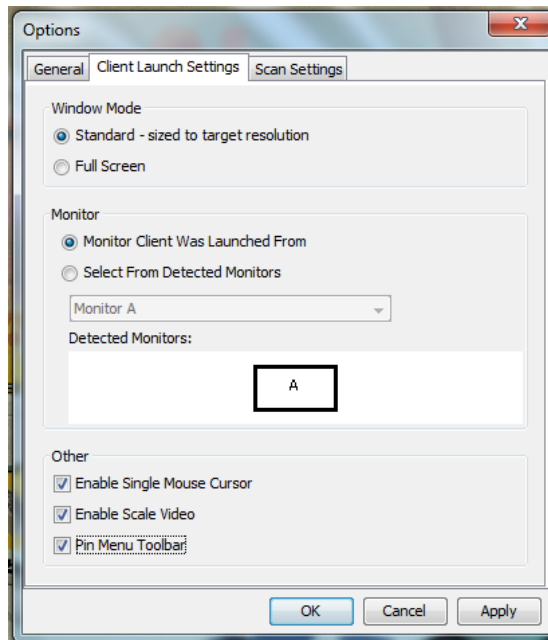 Options
General
Client Launch Settings
Scan Settings
Window Mode
Standard - sized to target resolution
Full Screen
Monitor
Monitor Client Was Launched From
Select From Detected Monitors
Monitor A
Detected Monitors:
A
Other
Enable Single Mouse Cursor
Enable Scale Video
Pin Menu Toolbar
OK
Cancel
Apply